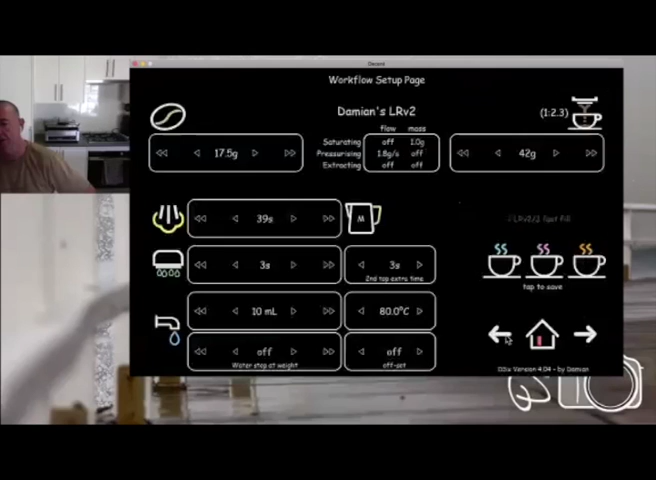 Decent
Workflow Setup Page
Damian's LRv2
(1:2.3)
flow mass
Saturating off 1.0g
Pressurising 1.8g/s off
Extracting off off
17.5g
42g
39s
M
3s
3s
2nd tap extra time
tap to save
10 mL
80.0°C
off
Water stop at weight
off
off-set
DSx Version 4.04 - by Damian